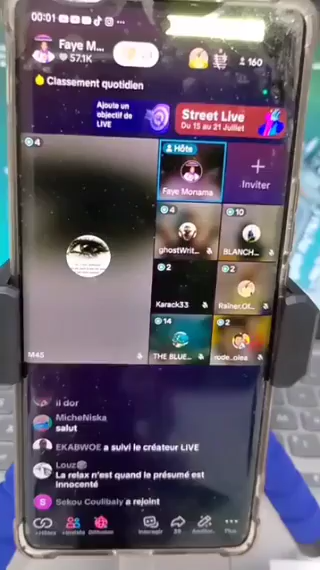 00:01
Faye M...
57.1K
160
Classement quotidien
Ajoute un
objectif de
LIVE
Street Live
Du 15 au 21 Juillet
4
Hôte
Faye Monama
Inviter
4
ghostWrit...
10
BLANCH...
2
Karack33
2
14
THE BLUE...
2
M45
il dor
MicheNiska
salut
EKABWOE a suivi le créateur LIVE
Louz
La relax n'est quand le présumé est
innocenté
Sekou Coulibaly a rejoint
Interagir
Plus